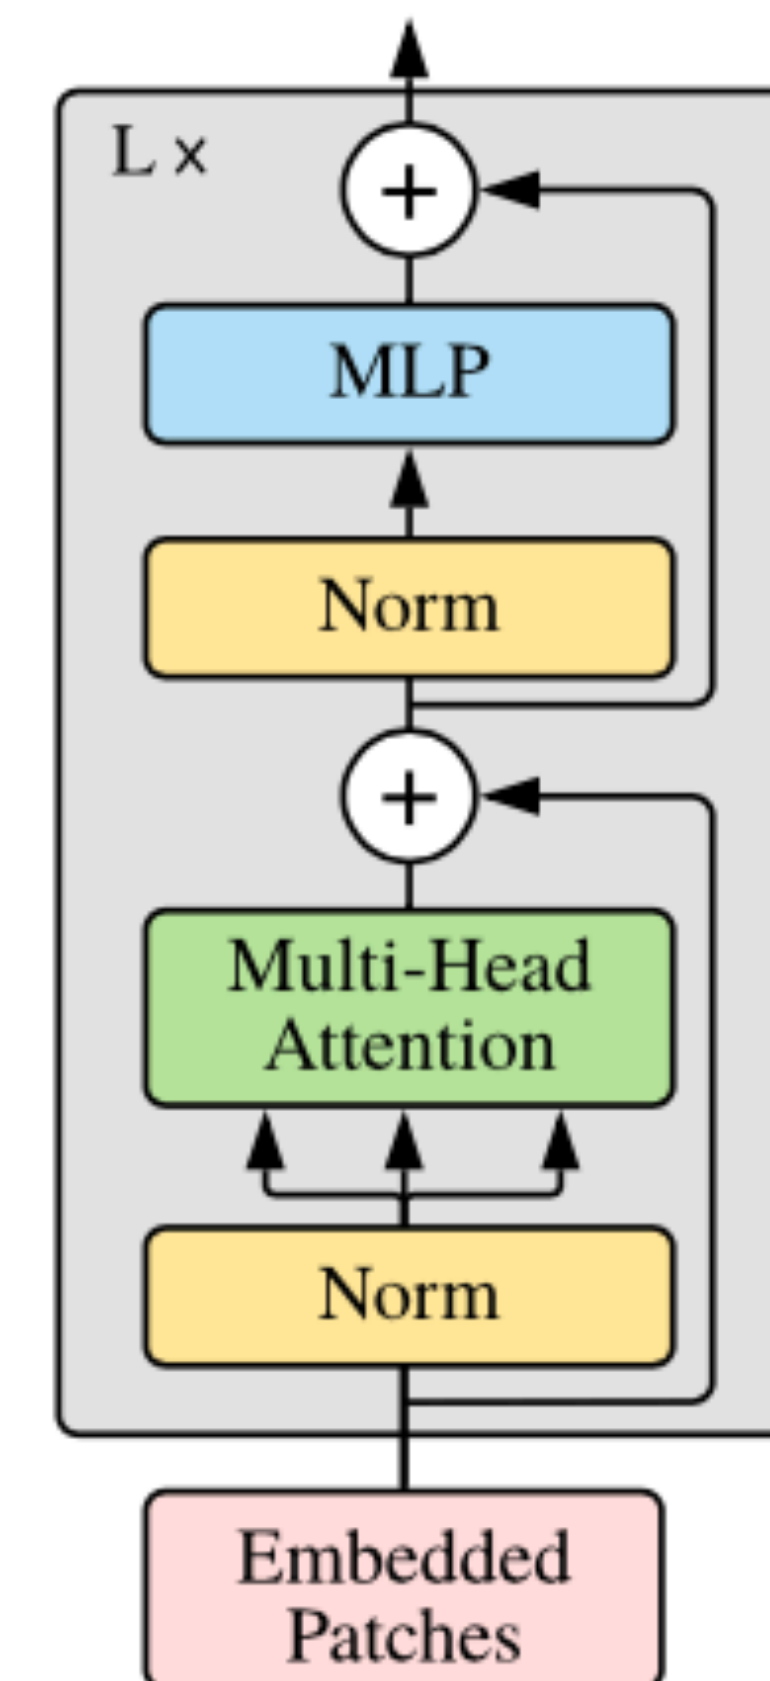 L ×
+
MLP
Norm
+
Multi-Head
Attention
Norm
Embedded
Patches